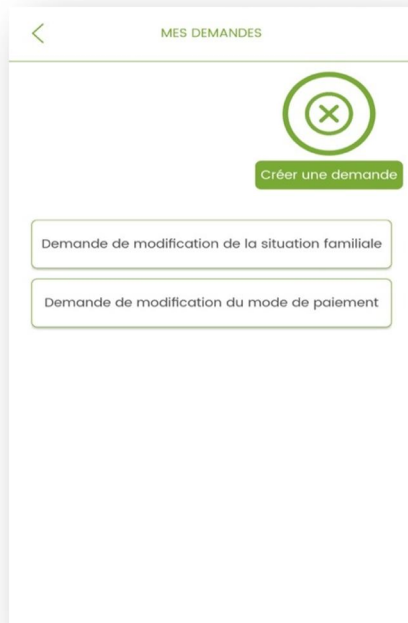 MES DEMANDES
Créer une demande
Demande de modification de la situation familiale
Demande de modification du mode de paiement